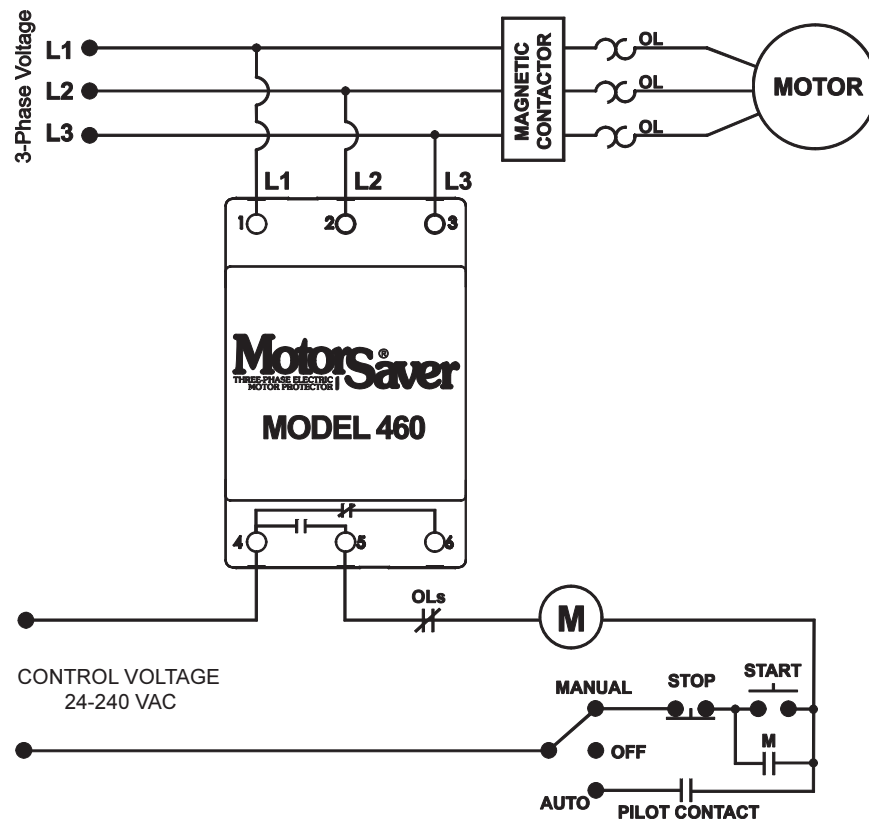 3-Phase Voltage
L1
L2
L3
MAGNETIC
CONTACTOR
OL
OL
OL
MOTOR
L1
L2
L3
1
2
3
MotorSaver®
THREE-PHASE ELECTRIC
MOTOR PROTECTOR
MODEL 460
4
5
6
OLs
M
CONTROL VOLTAGE
24-240 VAC
MANUAL
STOP
START
M
OFF
AUTO
PILOT CONTACT